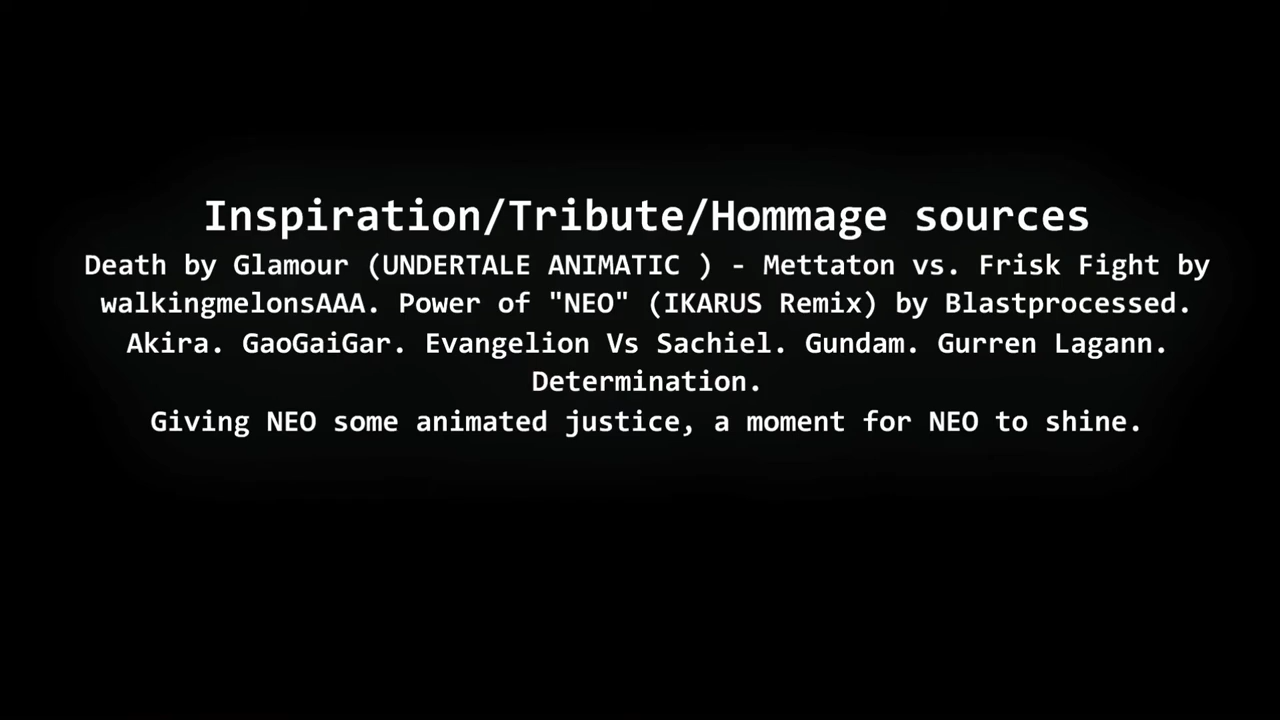 Inspiration/Tribute/Hommage sources
Death by Glamour (UNDERTALE ANIMATIC ) - Mettaton vs. Frisk Fight by
walkingmelonsAAA. Power of "NEO" (IKARUS Remix) by Blastprocessed.
Akira. GaoGaiGar. Evangelion Vs Sachiel. Gundam. Gurren Lagann.
Determination.
Giving NEO some animated justice, a moment for NEO to shine.